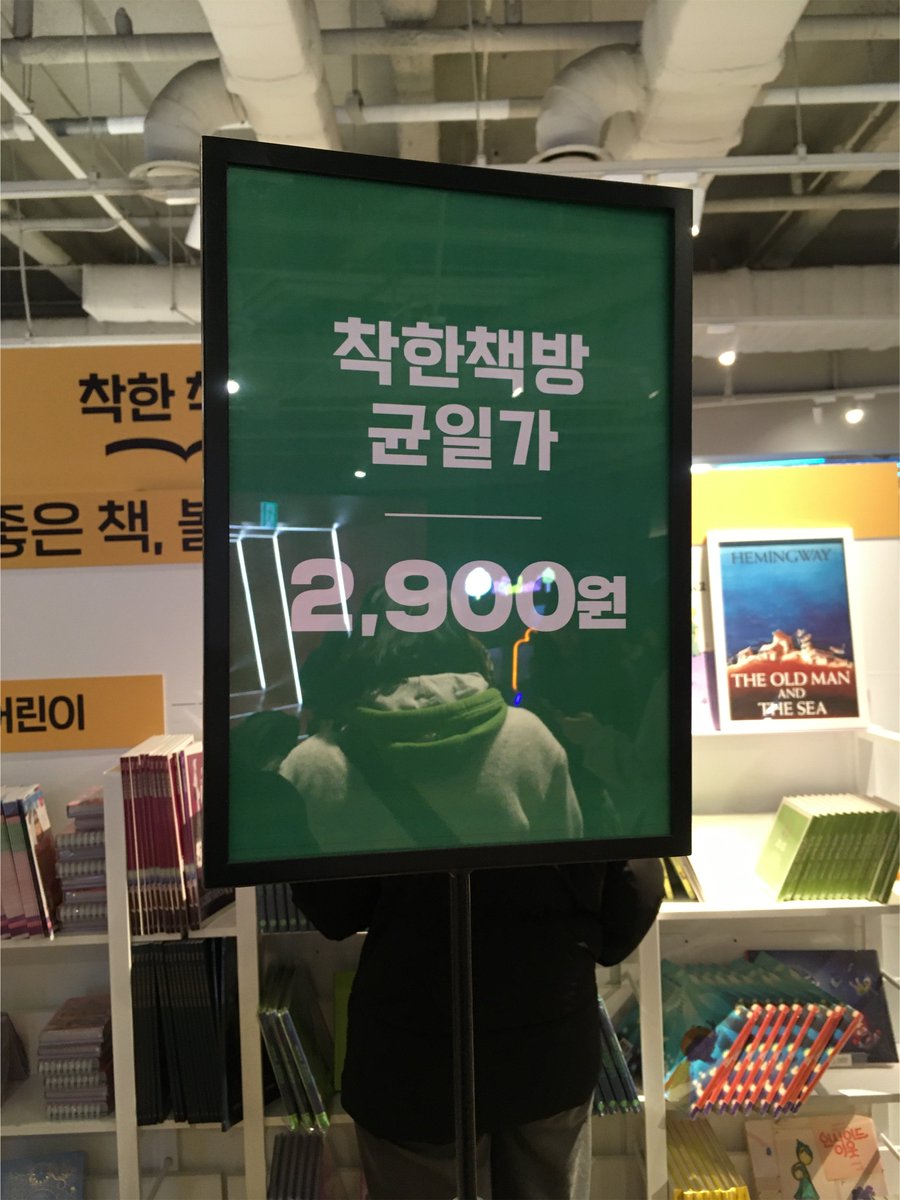 착한책방
균일가
2,900원
착한
좋은 책,
어린이
HEMINGWAY
THE OLD MAN
AND
THE SEA